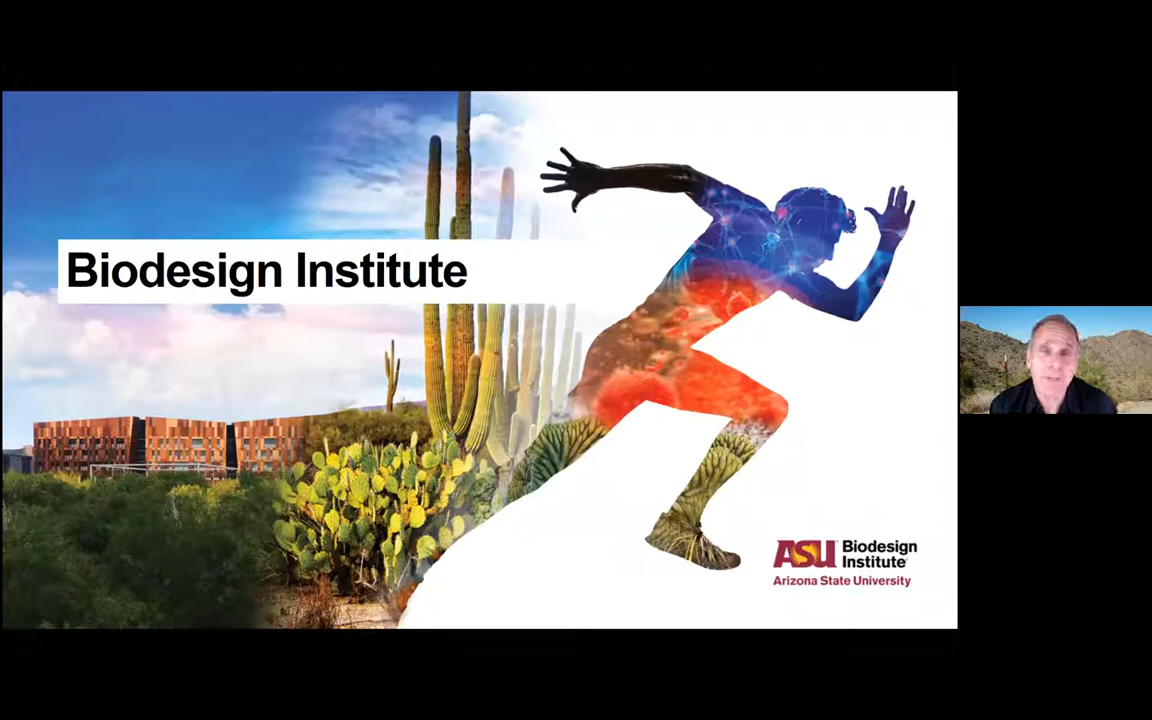 Biodesign Institute
ASU Biodesign
Institute
Arizona State University